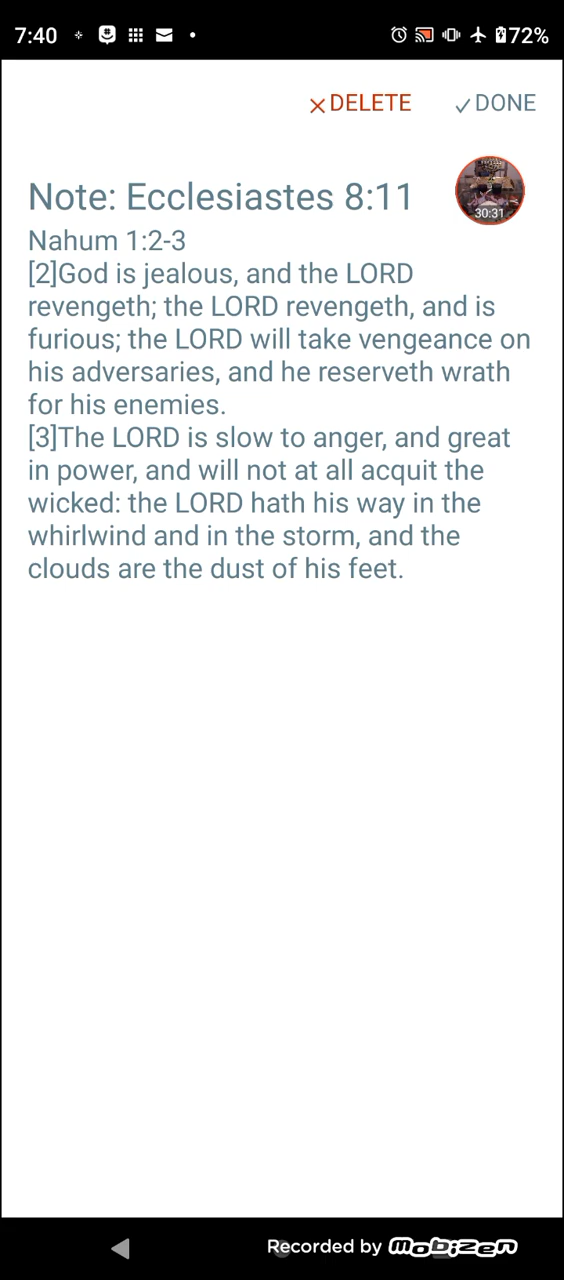 7:40
72%
DELETE
DONE
Note: Ecclesiastes 8:11
30:31
Nahum 1:2-3
[2]God is jealous, and the LORD
revengeth; the LORD revengeth, and is
furious; the LORD will take vengeance on
his adversaries, and he reserveth wrath
for his enemies.
[3]The LORD is slow to anger, and great
in power, and will not at all acquit the
wicked: the LORD hath his way in the
whirlwind and in the storm, and the
clouds are the dust of his feet.
Recorded by Mobizen